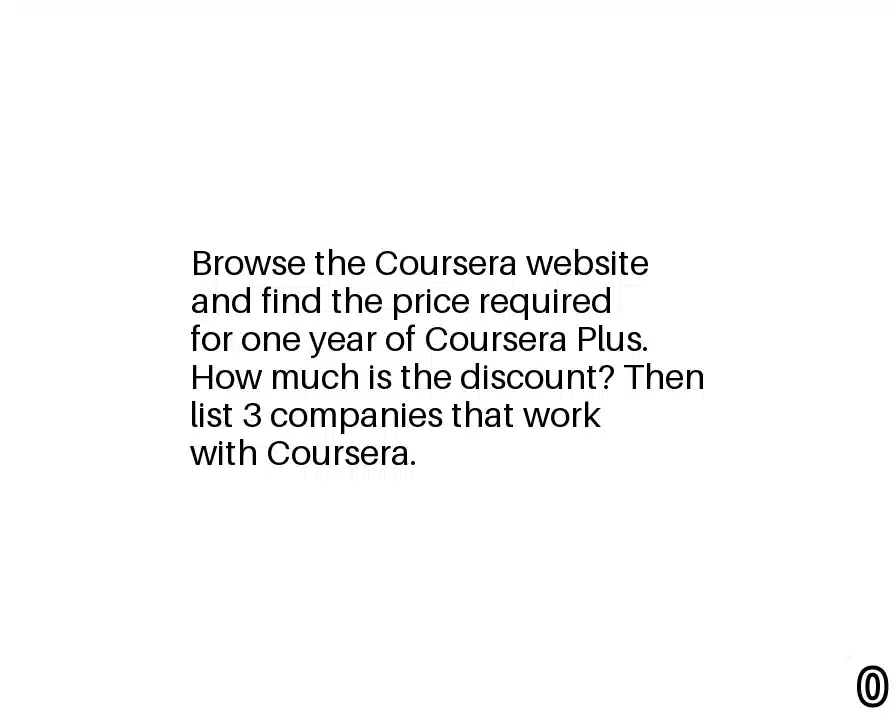 Browse the Coursera website
and find the price required
for one year of Coursera Plus.
How much is the discount? Then
list 3 companies that work
with Coursera.
0